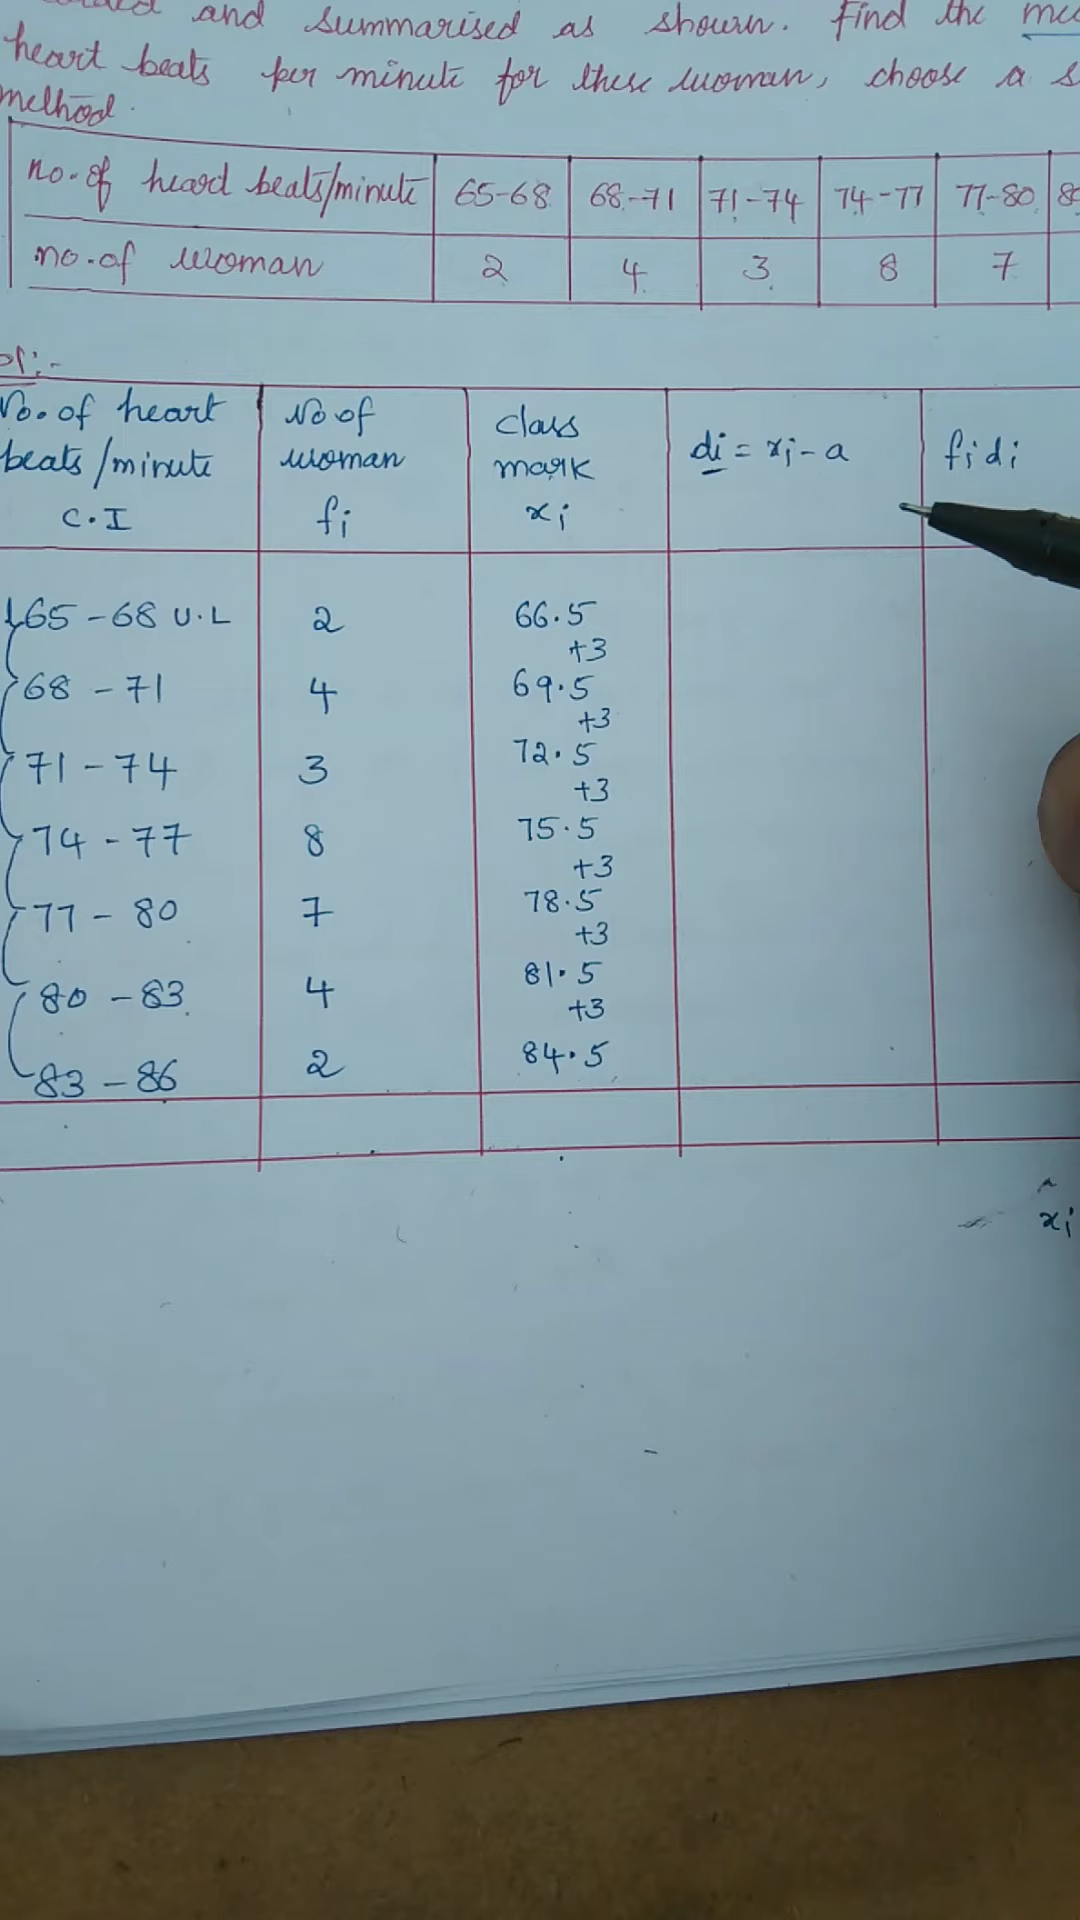 and summarised as shown. Find the
heart beats per minute for these woman, choose a
method.
no. of heard beats/minute 65-68 68-71 71-74 74-77 77-80
no. of woman 2 4 3 8 7
No. of heart beats/minute C.I No of woman fi class mark xi di = xi - a fidi
65-68 U.L 2 66.5
+3
68-71 4 69.5
+3
71-74 3 72.5
+3
74-77 8 75.5
+3
77-80 7 78.5
+3
80-83 4 81.5
+3
83-86 2 84.5
xi